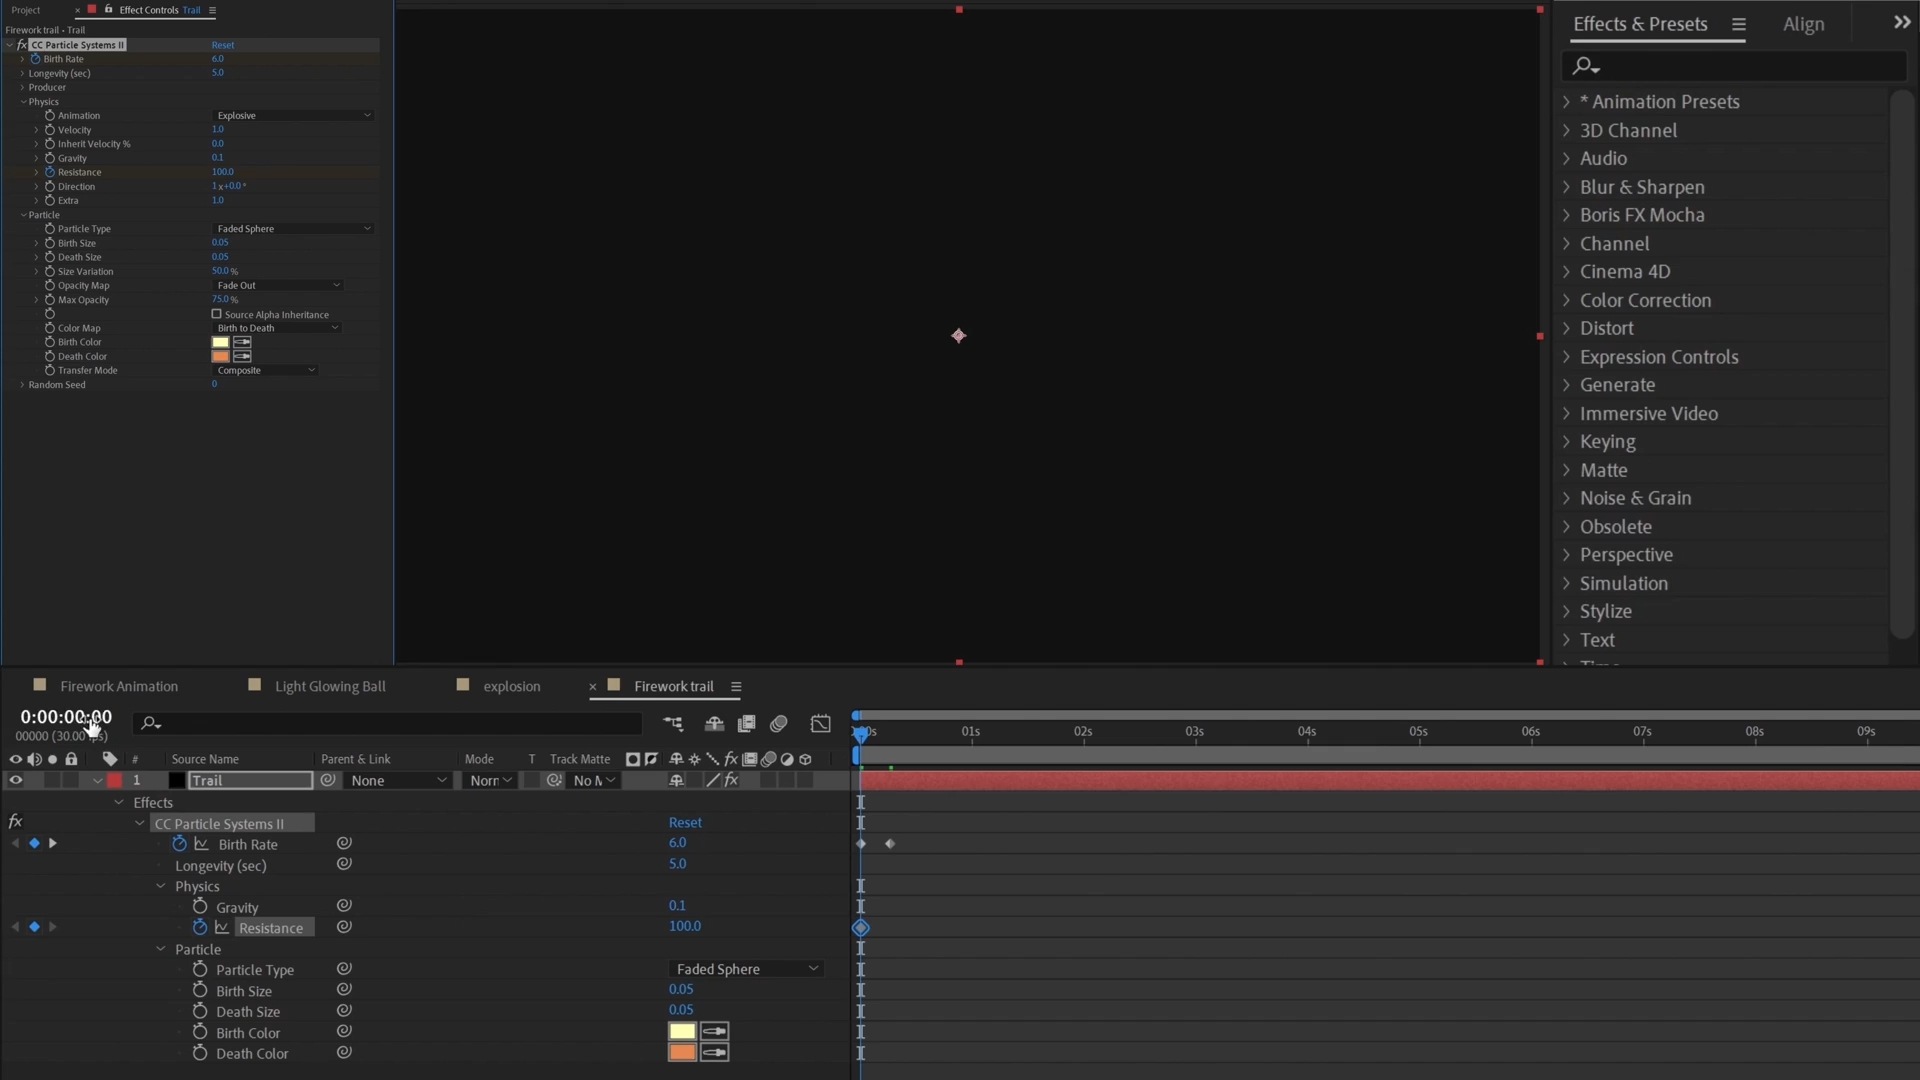 Project
Effect Controls Trail
Firework trail • Trail
fx CC Particle Systems II Reset
Birth Rate 6.0
Longevity (sec) 5.0
Producer
Physics
Animation Explosive
Velocity 1.0
Inherit Velocity % 0.0
Gravity 0.1
Resistance 100.0
Direction 1x+0.0°
Extra 1.0
Particle
Particle Type Faded Sphere
Birth Size 0.05
Death Size 0.05
Size Variation 50.0 %
Opacity Map Fade Out
Max Opacity 75.0 %
Source Alpha Inheritance
Color Map Birth to Death
Birth Color
Death Color
Transfer Mode Composite
Random Seed 0
Effects & Presets Align
* Animation Presets
3D Channel
Audio
Blur & Sharpen
Boris FX Mocha
Channel
Cinema 4D
Color Correction
Distort
Expression Controls
Generate
Immersive Video
Keying
Matte
Noise & Grain
Obsolete
Perspective
Simulation
Stylize
Text
Firework Animation Light Glowing Ball explosion Firework trail
0:00:00:00
00000 (30.00 fps)
01s 02s 03s 04s 05s 06s 07s 08s 09s
# Source Name Parent & Link Mode T Track Matte fx
1 Trail None Norr No M fx
Effects
fx CC Particle Systems II Reset
Birth Rate 6.0
Longevity (sec) 5.0
Physics
Gravity 0.1
Resistance 100.0
Particle
Particle Type Faded Sphere
Birth Size 0.05
Death Size 0.05
Birth Color
Death Color